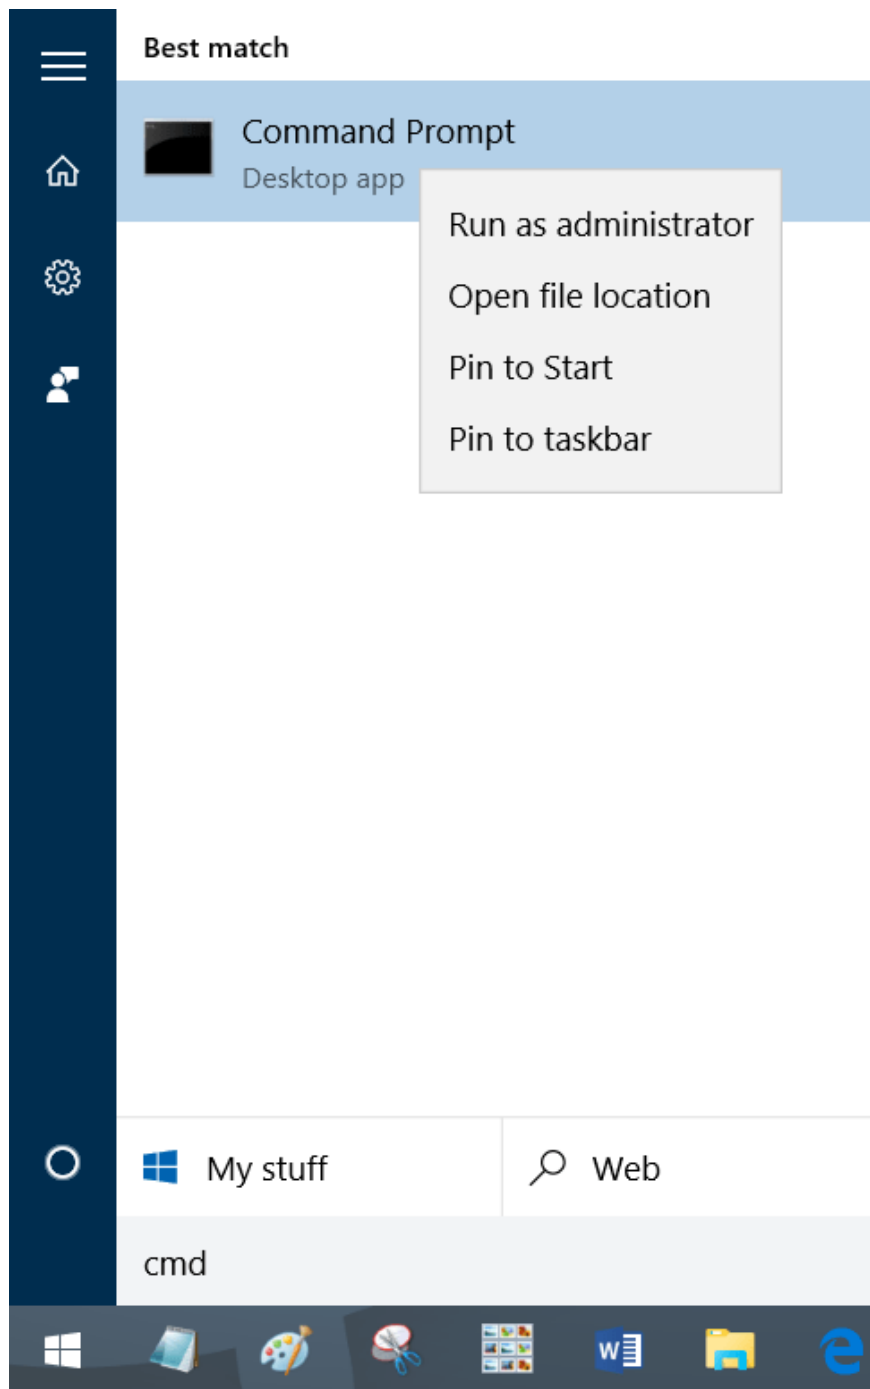 Best match
Command Prompt
Desktop app
Run as administrator
Open file location
Pin to Start
Pin to taskbar
My stuff
Web
cmd